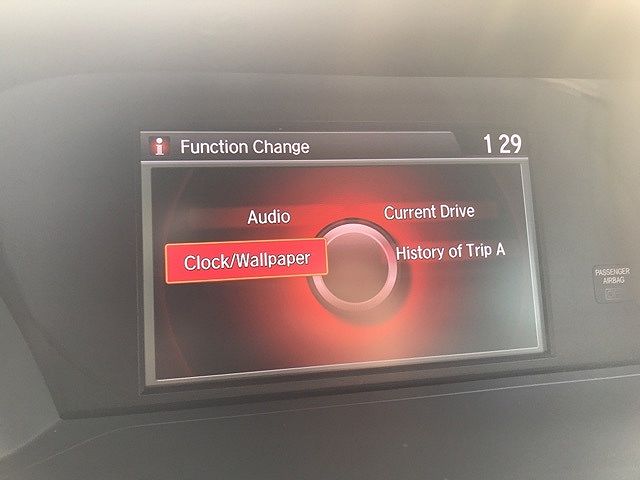 Function Change
1 29
Audio
Current Drive
Clock/Wallpaper
History of Trip A
PASSENGER
AIRBAG